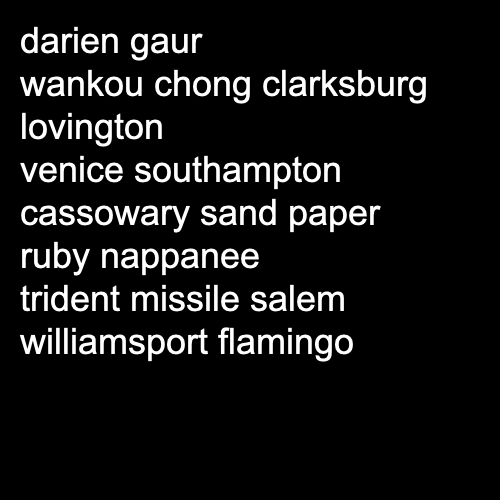 darien gaur
wankou chong clarksburg
lovington
venice southampton
cassowary sand paper
ruby nappanee
trident missile salem
williamsport flamingo